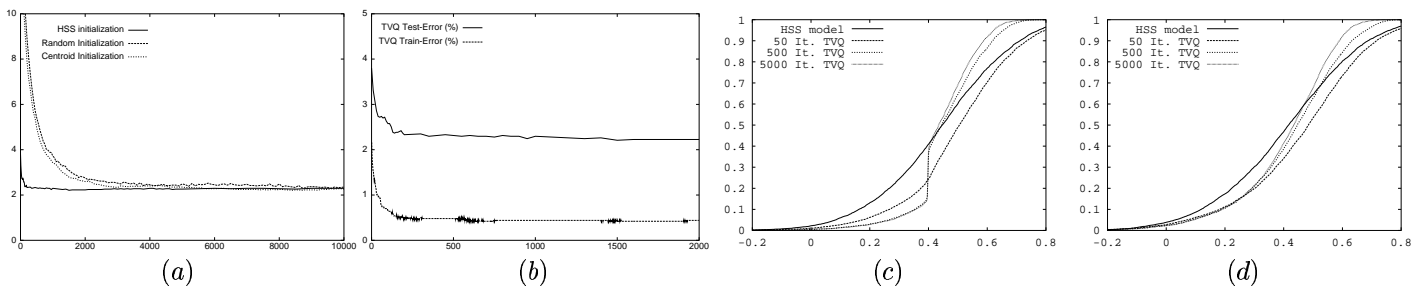 10
8
6
4
2
0
0 2000 4000 6000 8000 10000
HSS initialization
Random Initialization
Centroid Initialization
(a)
5
4
3
2
1
0
0 500 1000 1500 2000
TVQ Test-Error (%)
TVQ Train-Error (%)
(b)
1
0.9
0.8
0.7
0.6
0.5
0.4
0.3
0.2
0.1
0
-0.2 0 0.2 0.4 0.6 0.8
HSS model
50 It. TVQ
500 It. TVQ
5000 It. TVQ
(c)
1
0.9
0.8
0.7
0.6
0.5
0.4
0.3
0.2
0.1
0
-0.2 0 0.2 0.4 0.6 0.8
HSS model
50 It. TVQ
500 It. TVQ
5000 It. TVQ
(d)